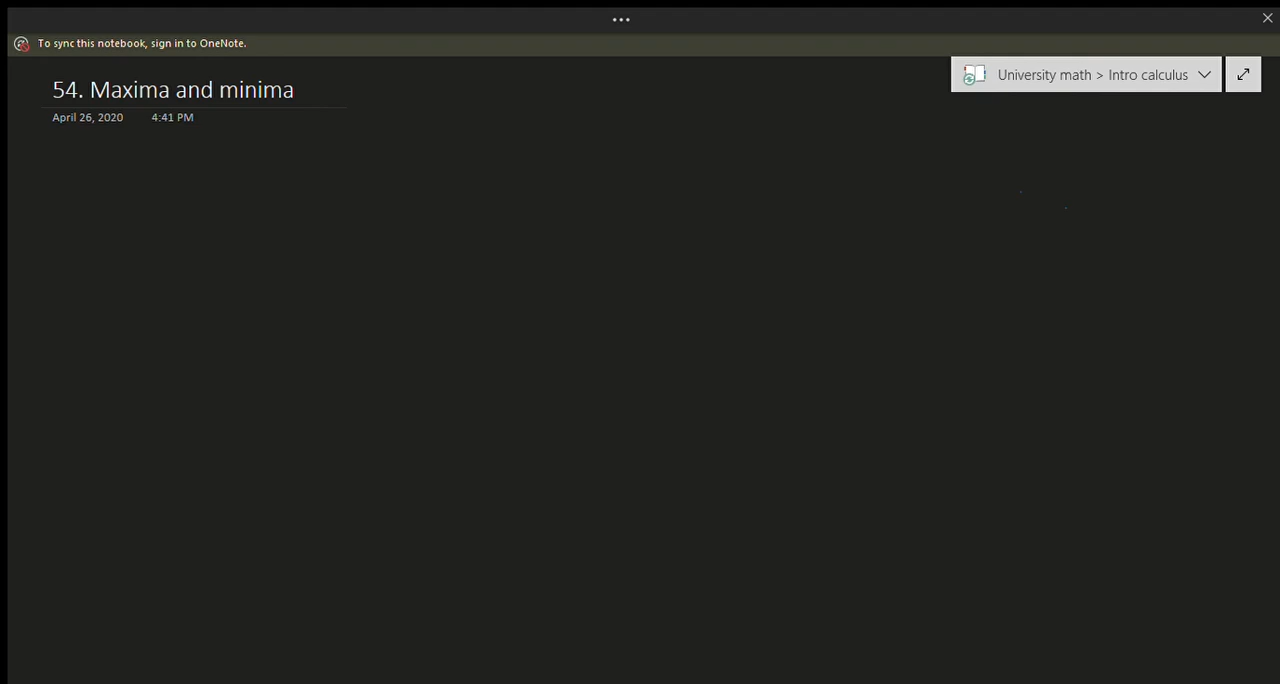 To sync this notebook, sign in to OneNote.
University math > Intro calculus
54. Maxima and minima
April 26, 2020 4:41 PM